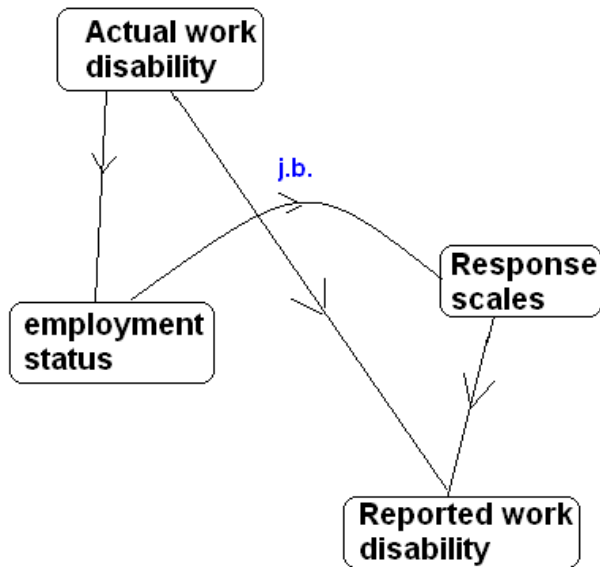 Actual work
disability
j.b.
Response
scales
employment
status
Reported work
disability